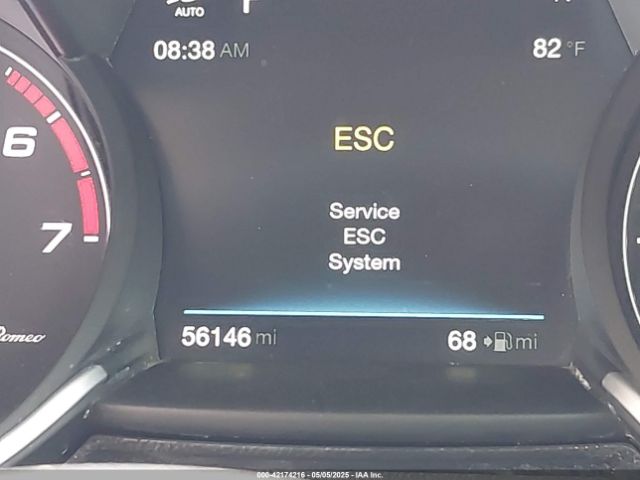 AUTO
08:38 AM
82 °F
ESC
6
Service
ESC
System
7
Romeo
56146 mi
68 mi
000-42174216 - 05/05/2025 - IAA Inc.